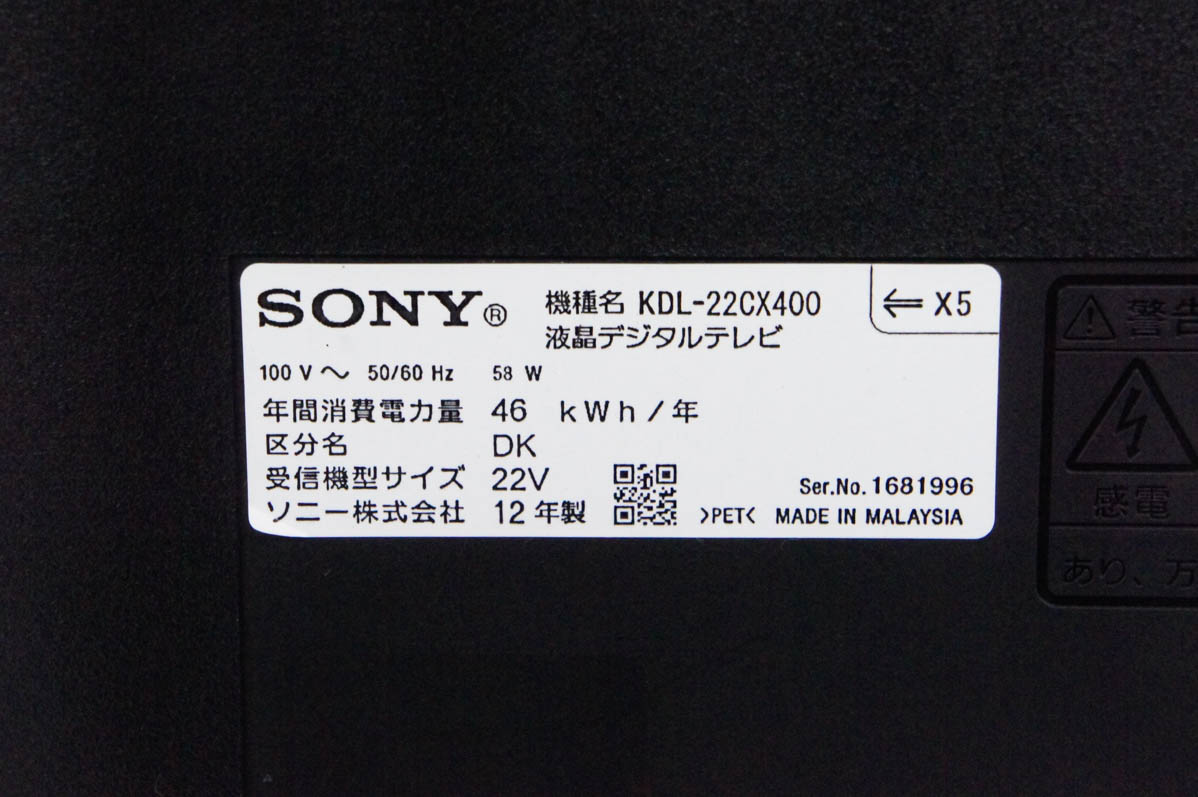 SONY® 機種名 KDL-22CX400
液晶デジタルテレビ
⇐ X5
100 V ～ 50/60 Hz 58 W
年間消費電力量 46 kWh/年
区分名 DK
受信機型サイズ 22V
ソニー株式会社 12 年製
Ser.No. 1681996
>PET< MADE IN MALAYSIA
警告
感電
あり、万